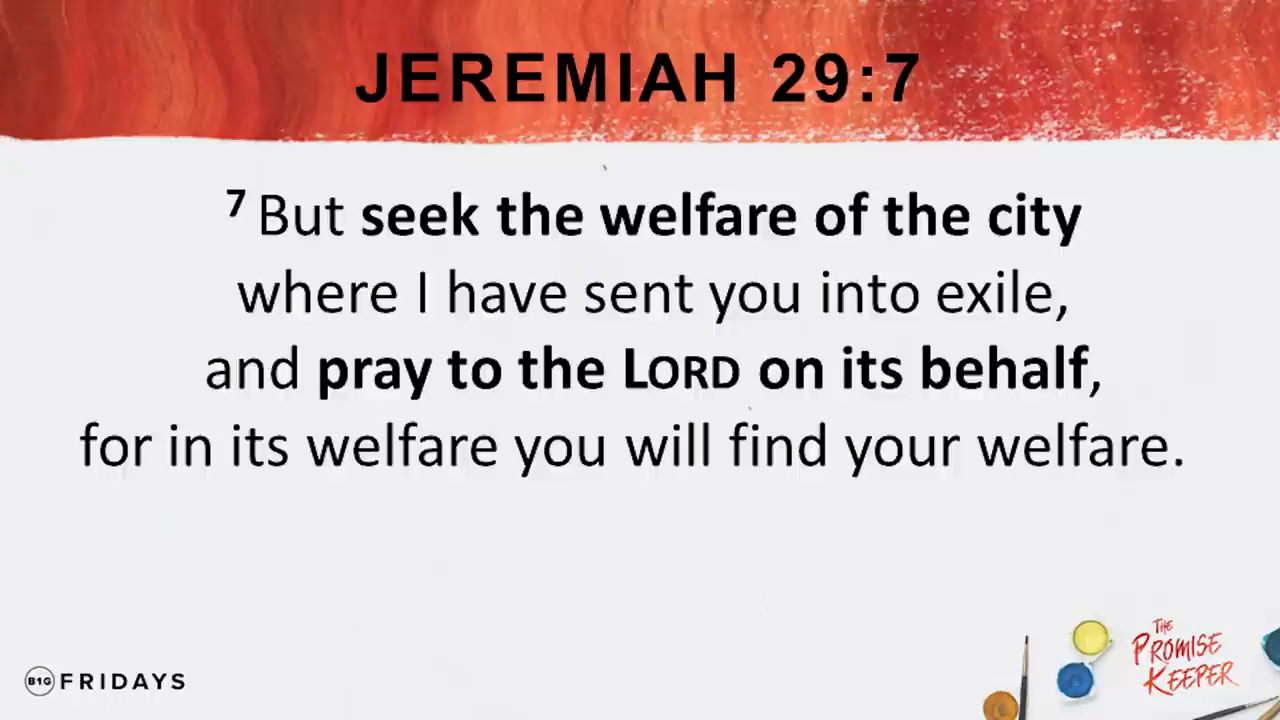 JEREMIAH 29:7
7 But seek the welfare of the city
where I have sent you into exile,
and pray to the LORD on its behalf,
for in its welfare you will find your welfare.
B1G FRIDAYS
THE
PROMISE
KEEPER